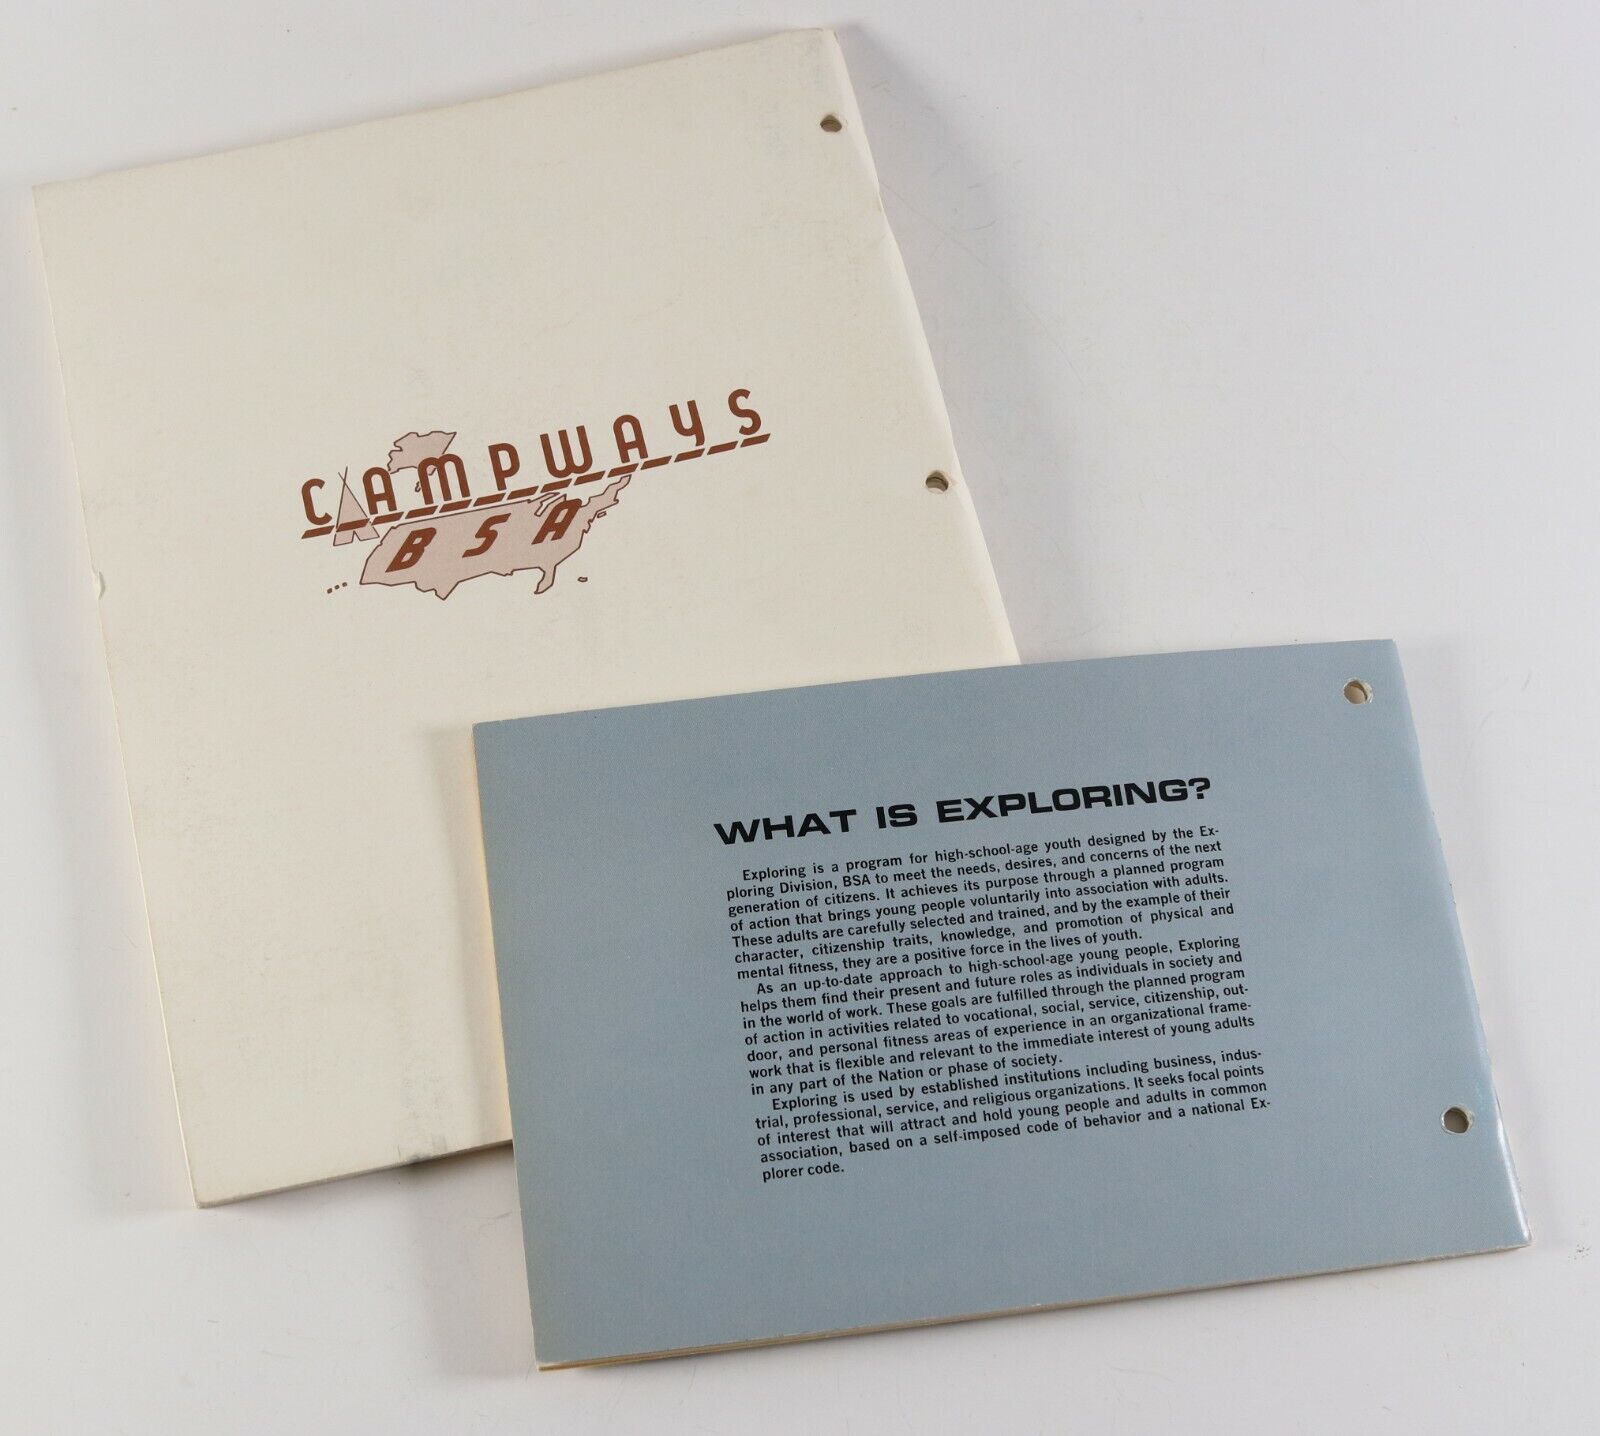 CAMPWAYS
BSA
WHAT IS EXPLORING?
Exploring is a program for high-school-age youth designed by the Ex-
ploring Division, BSA to meet the needs, desires, and concerns of the next
generation of citizens. It achieves its purpose through a planned program
of action that brings young people voluntarily into association with adults.
These adults are carefully selected and trained, and by the example of their
character, citizenship traits, knowledge, and promotion of physical and
mental fitness, they are a positive force in the lives of youth.
As an up-to-date approach to high-school-age young people, Exploring
helps them find their present and future roles as individuals in society and
in the world of work. These goals are fulfilled through the planned program
of action in activities related to vocational, social, service, citizenship, out-
door, and personal fitness areas of experience in an organizational frame-
work that is flexible and relevant to the immediate interest of young adults
in any part of the Nation or phase of society.
Exploring is used by established institutions including business, indus-
trial, professional, service, and religious organizations. It seeks focal points
of interest that will attract and hold young people and adults in common
association, based on a self-imposed code of behavior and a national Ex-
plorer code.